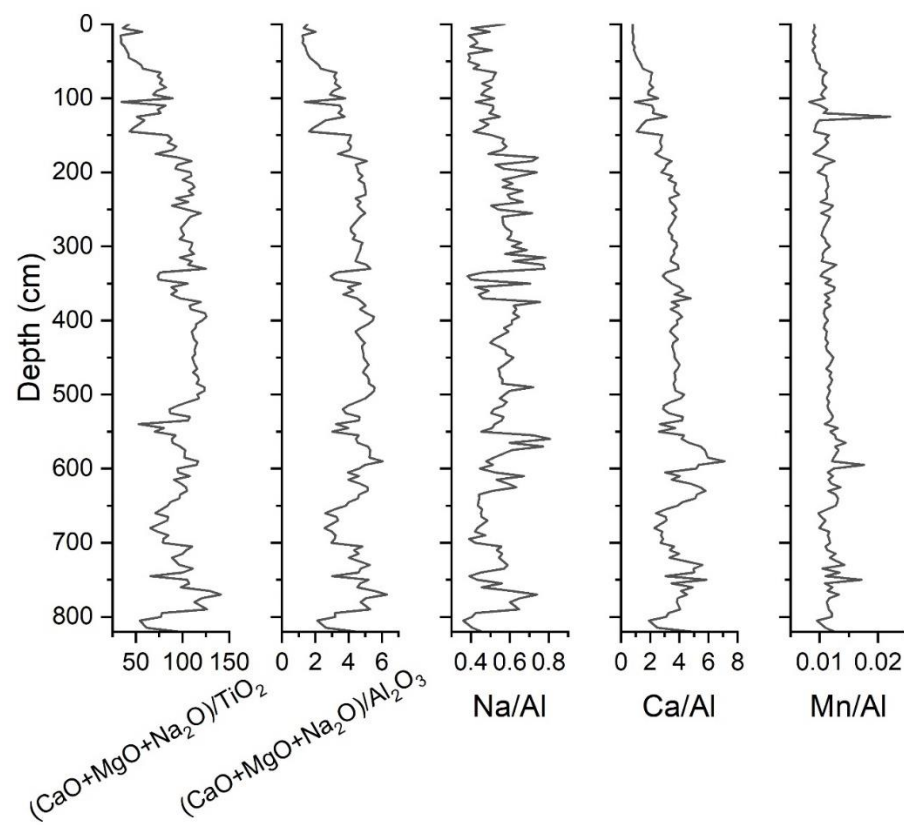 Depth (cm)
0
100
200
300
400
500
600
700
800
50 100 150
2 4 6
0.4 0.6 0.8
0 2 4 6 8
0.01 0.02
(CaO+MgO+Na₂O)/TiO₂
(CaO+MgO+Na₂O)/Al₂O₃
Na/Al
Ca/Al
Mn/Al